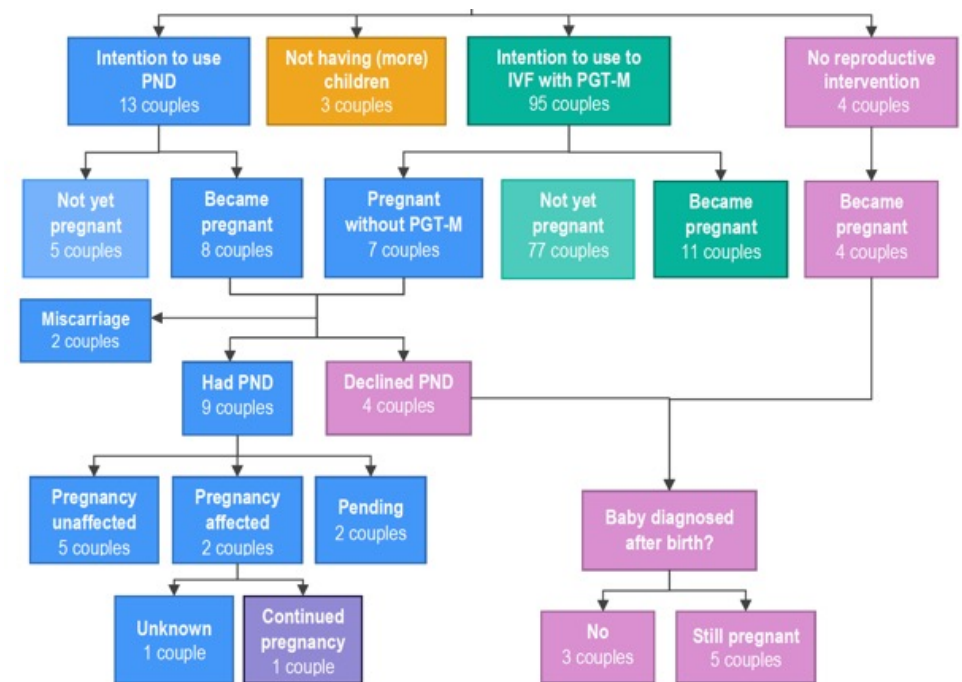 Intention to use
PND
13 couples
Not having (more)
children
3 couples
Intention to use to
IVF with PGT-M
95 couples
No reproductive
intervention
4 couples
Not yet
pregnant
5 couples
Became
pregnant
8 couples
Pregnant
without PGT-M
7 couples
Not yet
pregnant
77 couples
Became
pregnant
11 couples
Became
pregnant
4 couples
Miscarriage
2 couples
Had PND
9 couples
Declined PND
4 couples
Pregnancy
unaffected
5 couples
Pregnancy
affected
2 couples
Pending
2 couples
Baby diagnosed
after birth?
Unknown
1 couple
Continued
pregnancy
1 couple
No
3 couples
Still pregnant
5 couples